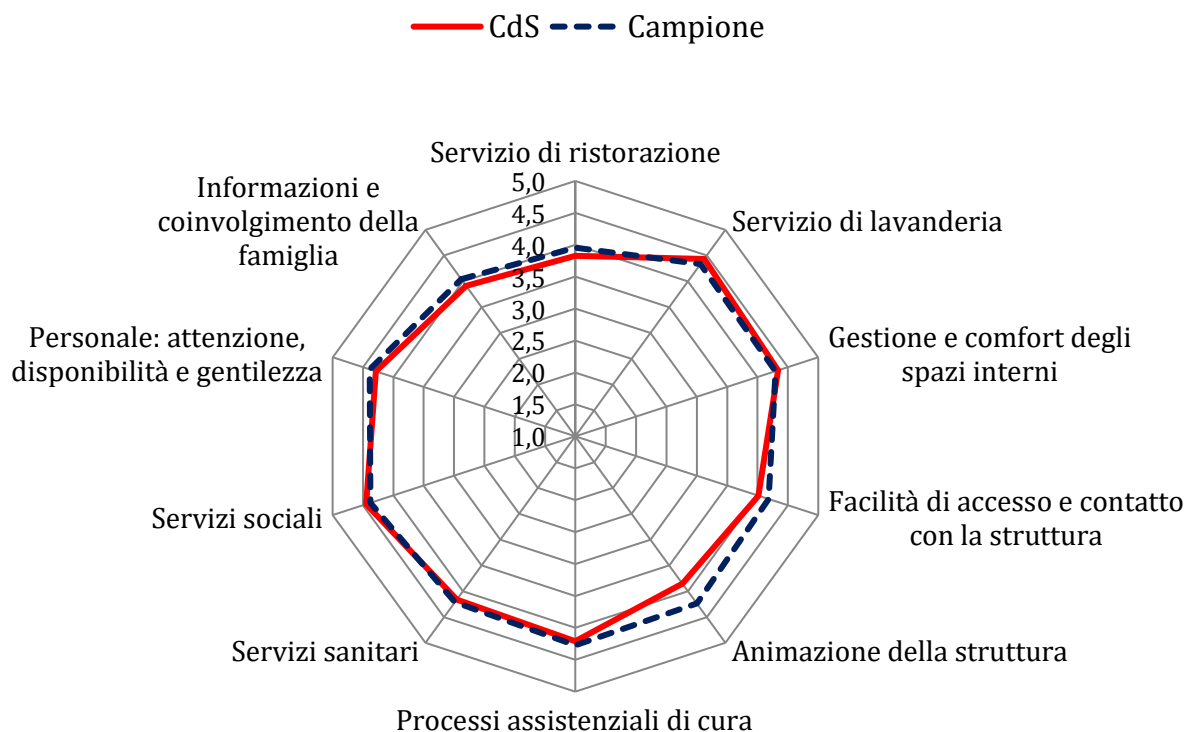 CdS Campione
Servizio di ristorazione
Informazioni e
coinvolgimento della
famiglia
Servizio di lavanderia
5,0
4,5
4,0
3,5
3,0
2,5
2,0
1,5
1,0
Personale: attenzione,
disponibilità e gentilezza
Gestione e comfort degli
spazi interni
Servizi sociali
Facilità di accesso e contatto
con la struttura
Servizi sanitari
Animazione della struttura
Processi assistenziali di cura